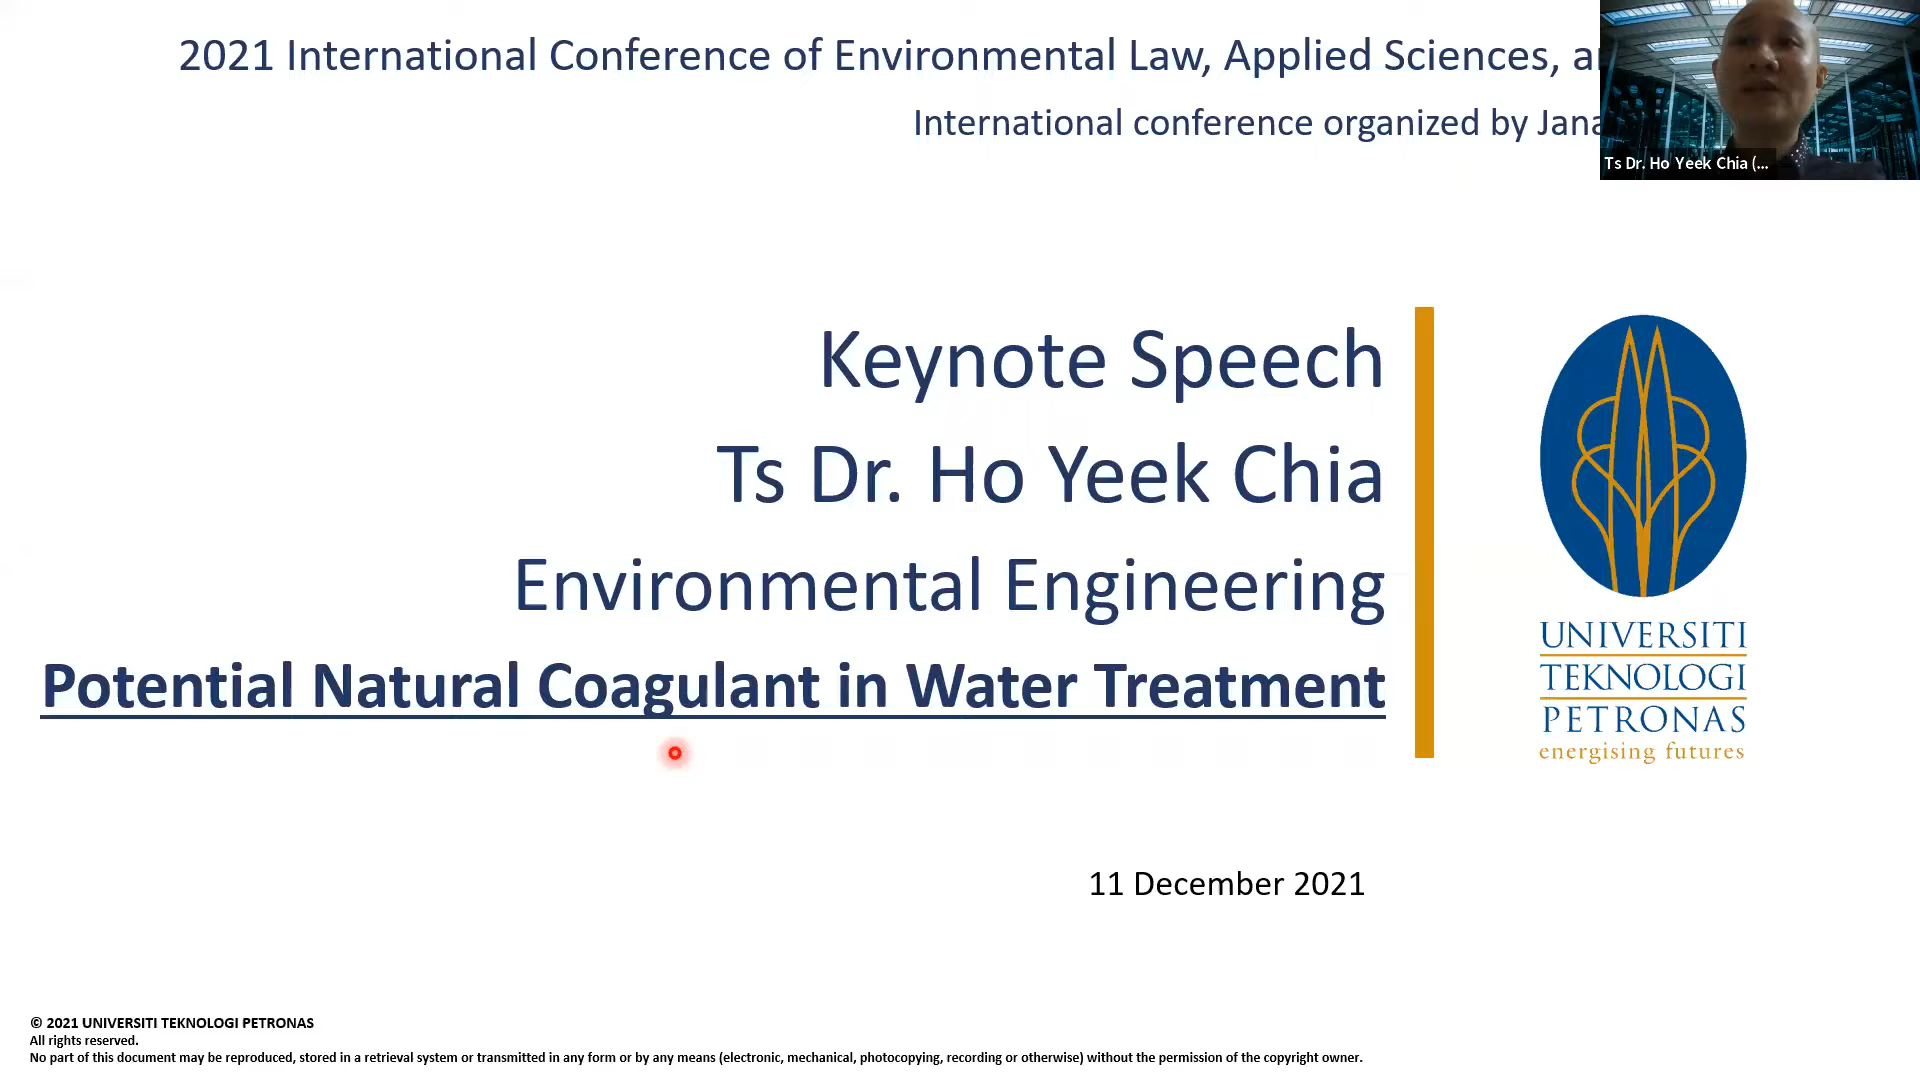 2021 International Conference of Environmental Law, Applied Sciences,
International conference organized by
Ts Dr. Ho Yeek Chia (...
Keynote Speech
Ts Dr. Ho Yeek Chia
Environmental Engineering
Potential Natural Coagulant in Water Treatment
UNIVERSITI
TEKNOLOGI
PETRONAS
energising futures
11 December 2021
© 2021 UNIVERSITI TEKNOLOGI PETRONAS
All rights reserved.
No part of this document may be reproduced, stored in a retrieval system or transmitted in any form or by any means (electronic, mechanical, photocopying, recording or otherwise) without the permission of the copyright owner.